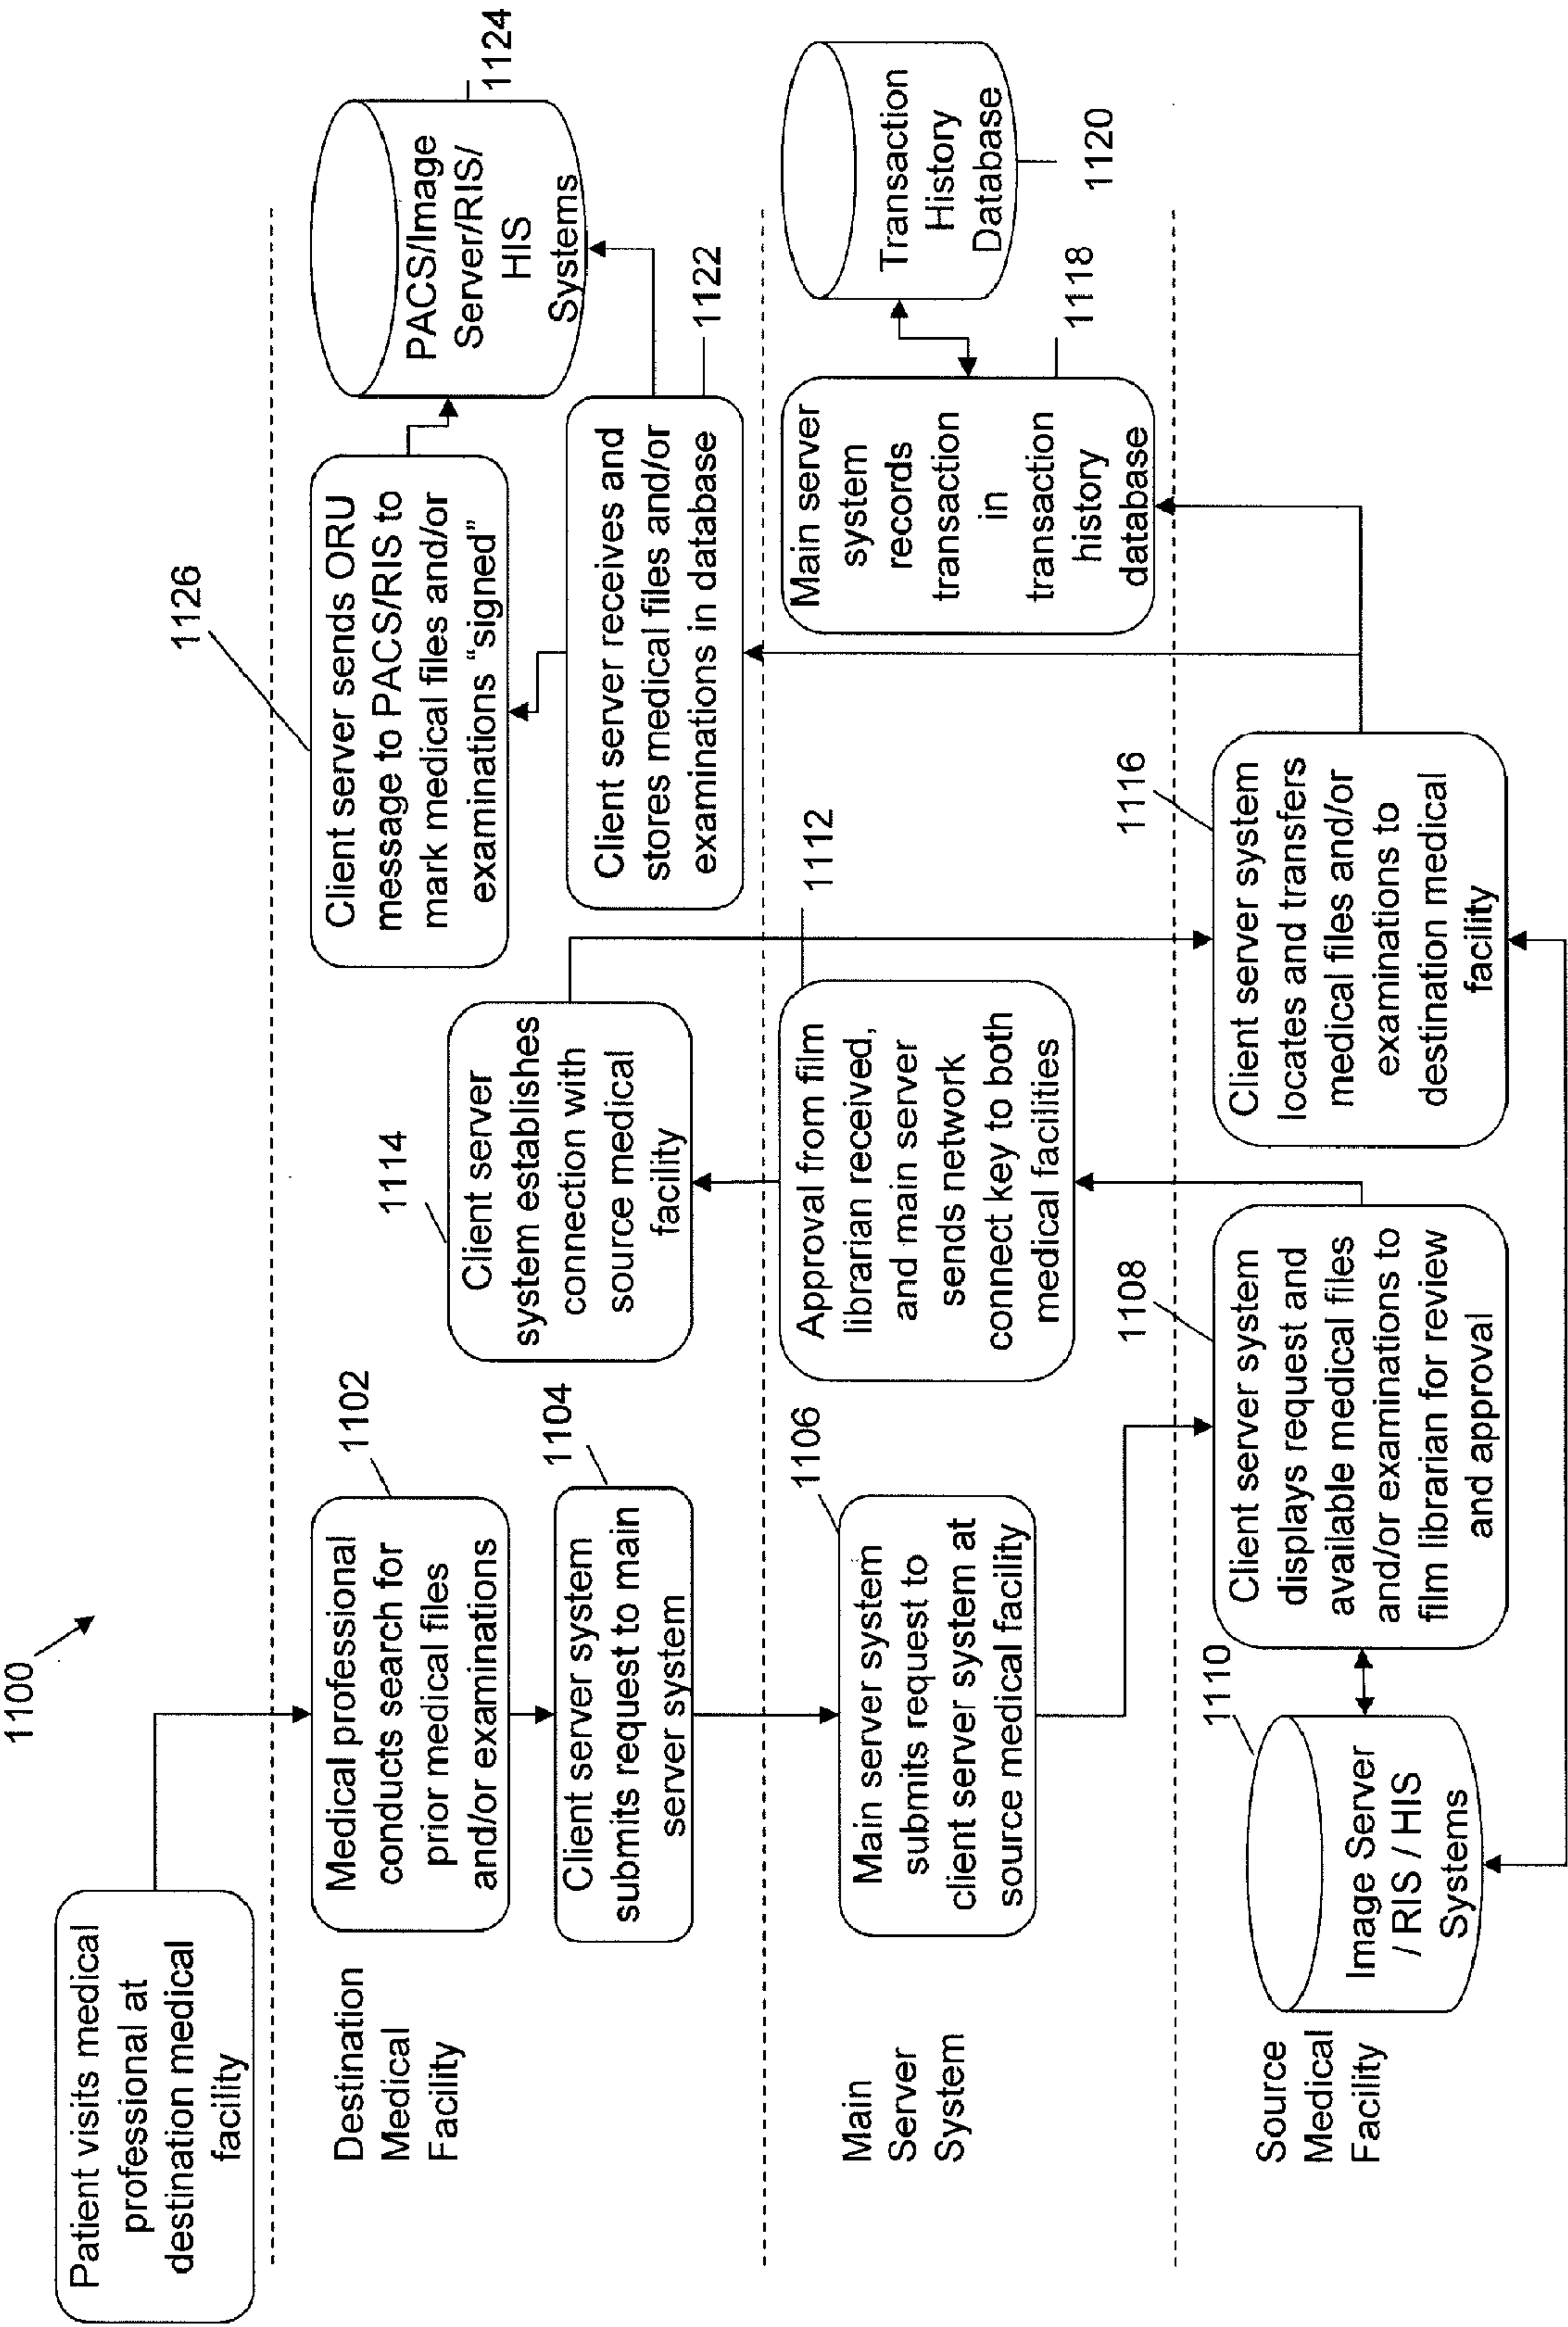 1100
Patient visits medical
professional at
destination medical
facility
Destination
Medical
Facility
1102
Medical professional
conducts search for
prior medical files
and/or examinations
1104
Client server system
submits request to main
server system
1114
Client server
system establishes
connection with
source medical
facility
1126
Client server sends ORU
message to PACS/RIS to
mark medical files and/or
examinations “signed”
Client server receives and
stores medical files and/or
examinations in database
1122
PACS/Image
Server/RIS/
HIS
Systems
1124
Main
Server
System
1106
Main server system
submits request to
client server system at
source medical facility
1112
Approval from film
librarian received,
and main server
sends network
connect key to both
medical facilities
Main server
system
records
transaction
in
transaction
history
database
1118
Transaction
History
Database
1120
Source
Medical
Facility
1110
Image Server
/ RIS / HIS
Systems
1108
Client server system
displays request and
available medical files
and/or examinations to
film librarian for review
and approval
1116
Client server system
locates and transfers
medical files and/or
examinations to
destination medical
facility